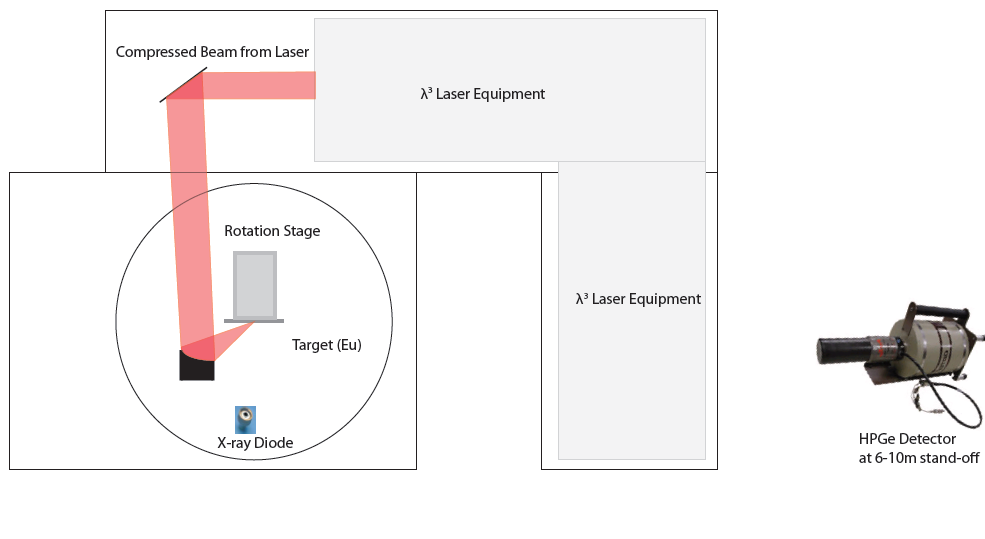 Compressed Beam from Laser
λ³ Laser Equipment
Rotation Stage
λ³ Laser Equipment
Target (Eu)
X-ray Diode
HPGe Detector
at 6-10m stand-off